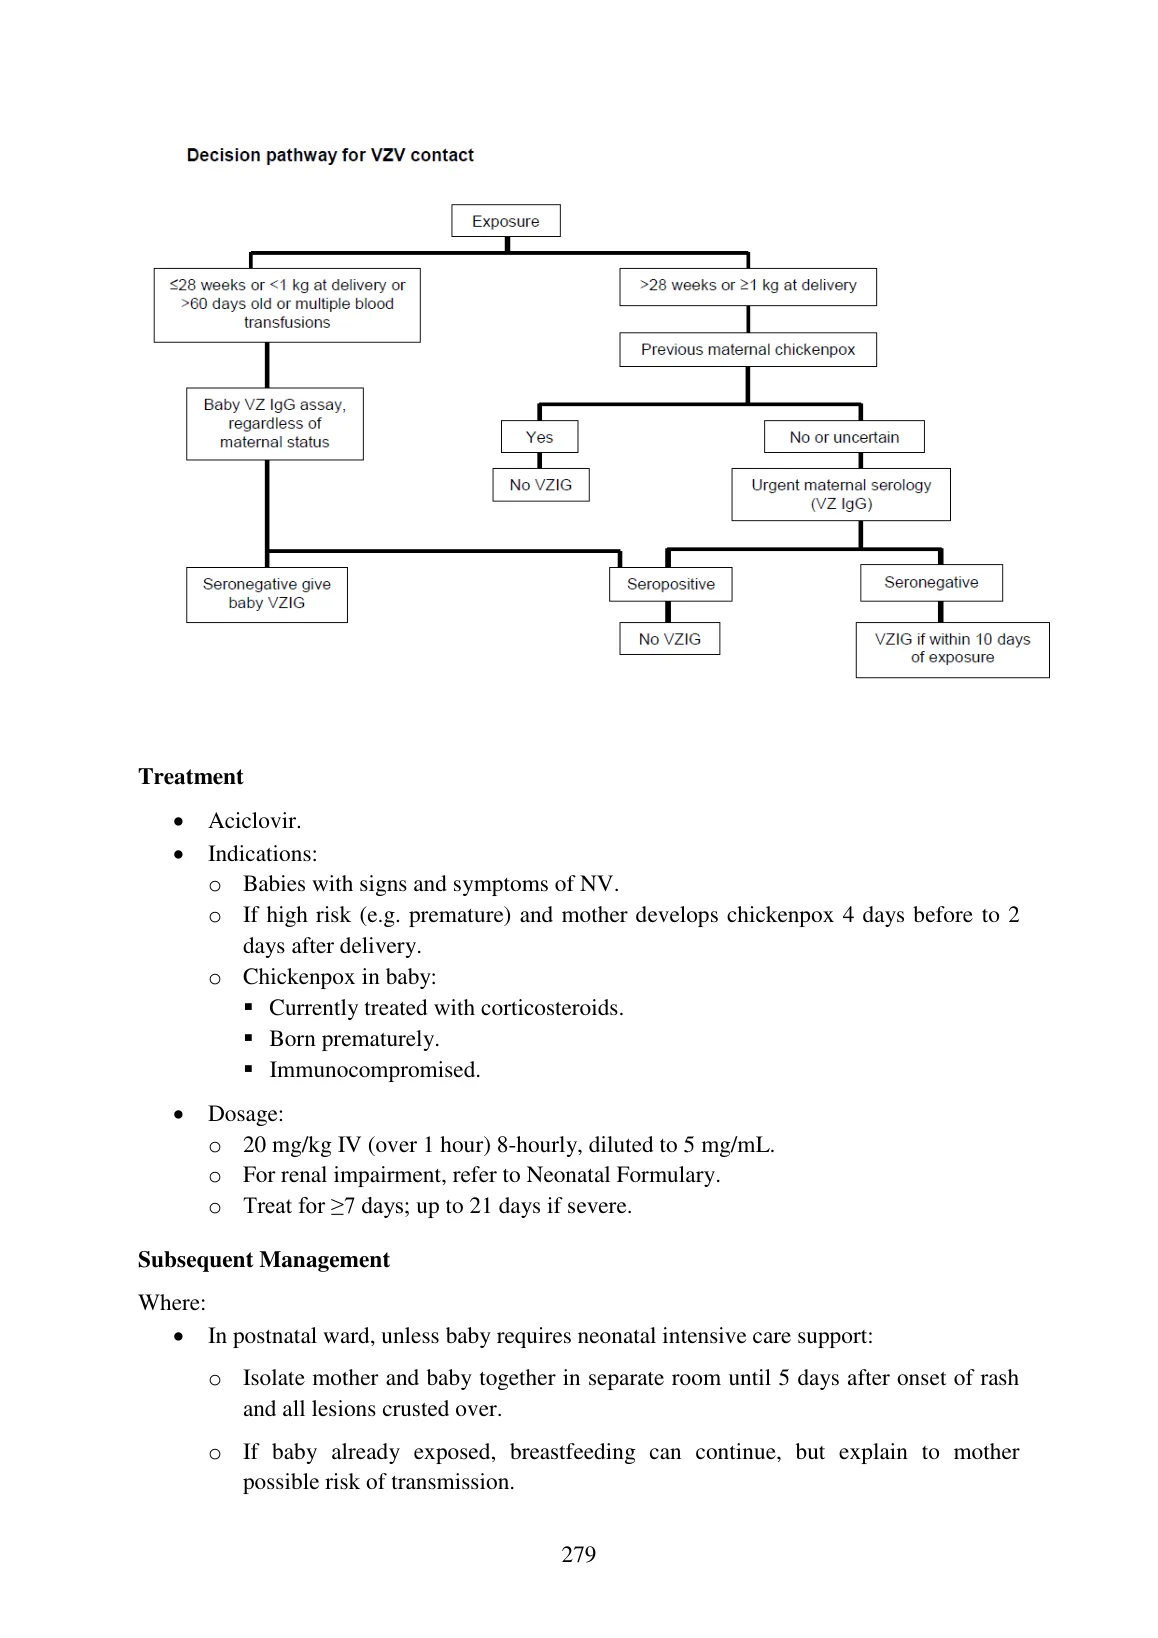 Decision pathway for VZV contact
Exposure
≤28 weeks or <1 kg at delivery or
>60 days old or multiple blood
transfusions
>28 weeks or ≥1 kg at delivery
Previous maternal chickenpox
Baby VZ IgG assay,
regardless of
maternal status
Yes
No or uncertain
No VZIG
Urgent maternal serology
(VZ IgG)
Seronegative give
baby VZIG
Seropositive
Seronegative
No VZIG
VZIG if within 10 days
of exposure
Treatment
• Aciclovir.
• Indications:
o Babies with signs and symptoms of NV.
o If high risk (e.g. premature) and mother develops chickenpox 4 days before to 2
days after delivery.
o Chickenpox in baby:
▪ Currently treated with corticosteroids.
▪ Born prematurely.
▪ Immunocompromised.
• Dosage:
o 20 mg/kg IV (over 1 hour) 8-hourly, diluted to 5 mg/mL.
o For renal impairment, refer to Neonatal Formulary.
o Treat for ≥7 days; up to 21 days if severe.
Subsequent Management
Where:
• In postnatal ward, unless baby requires neonatal intensive care support:
o Isolate mother and baby together in separate room until 5 days after onset of rash
and all lesions crusted over.
o If baby already exposed, breastfeeding can continue, but explain to mother
possible risk of transmission.
279